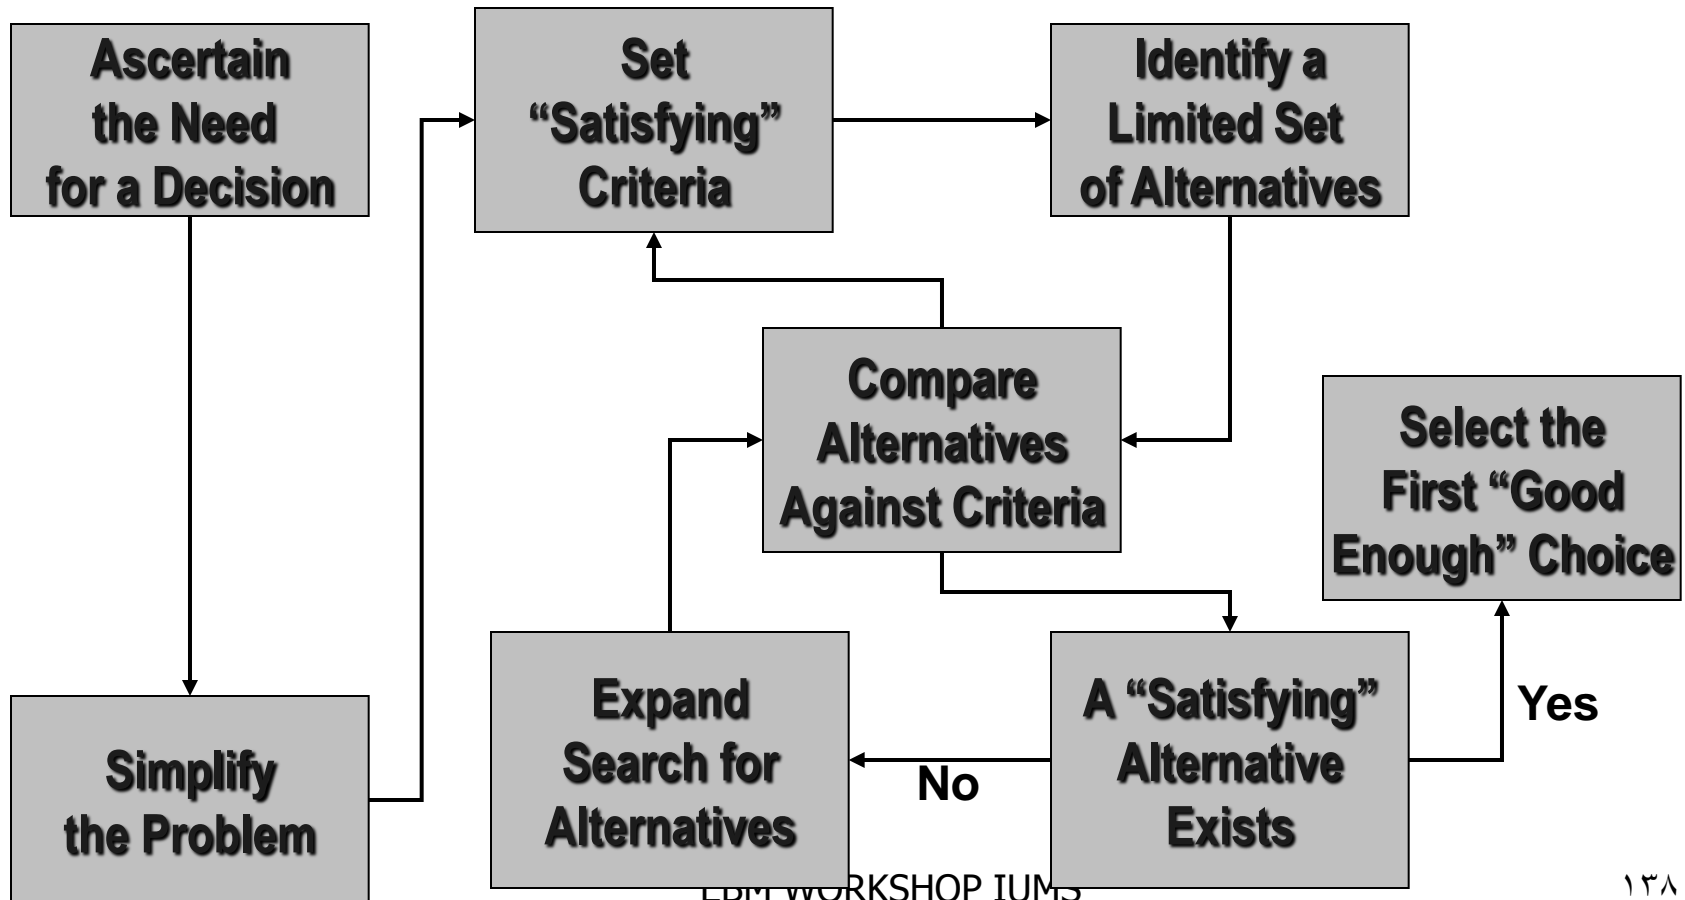 Ascertain
the Need
for a Decision
Simplify
the Problem
Set
“Satisfying”
Criteria
Identify a
Limited Set
of Alternatives
Compare
Alternatives
Against Criteria
A “Satisfying”
Alternative
Exists
No
Yes
Expand
Search for
Alternatives
Select the
First “Good
Enough” Choice
EBM WORKSHOP IUMS
۱۳۸